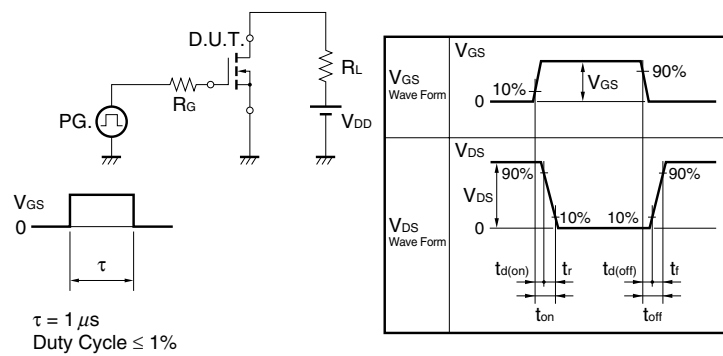 D.U.T.
RL
RG
PG.
VDD
VGS
0
τ
τ = 1 μs
Duty Cycle ≤ 1%
VGS
Wave Form
VGS
10%
VGS
90%
0
VDS
Wave Form
VDS
90%
VDS
90%
10%
10%
0
td(on)
tr
td(off)
tf
ton
toff